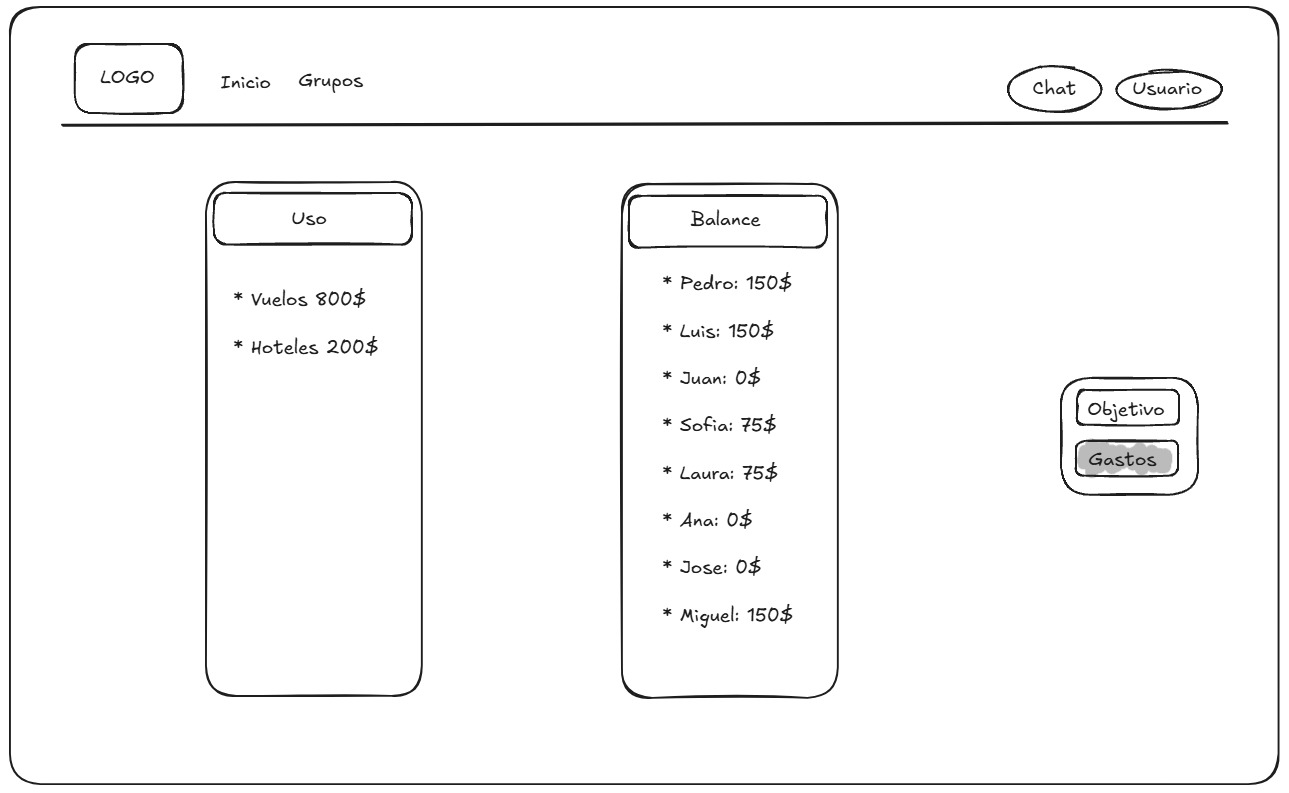 LOGO
Inicio
Grupos
Chat
Usuario
Uso
* Vuelos 800$
* Hoteles 200$
Balance
* Pedro: 150$
* Luis: 150$
* Juan: 0$
* Sofia: 75$
* Laura: 75$
* Ana: 0$
* Jose: 0$
* Miguel: 150$
Objetivo
Gastos